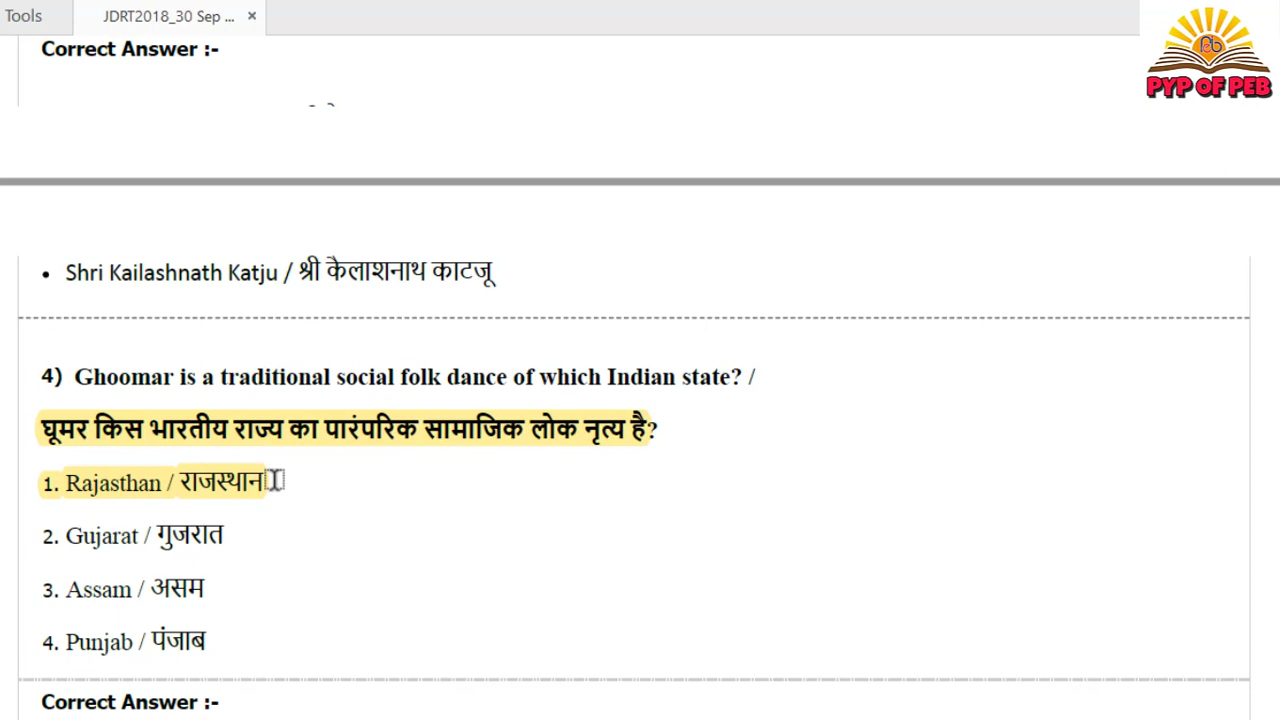 Tools JDRT2018_30 Sep ... ×
Correct Answer :-
PEB
PYP OF PEB
• Shri Kailashnath Katju / श्री कैलाशनाथ काटजू
4) Ghoomar is a traditional social folk dance of which Indian state? /
घूमर किस भारतीय राज्य का पारंपरिक सामाजिक लोक नृत्य है?
1. Rajasthan / राजस्थान
2. Gujarat / गुजरात
3. Assam / असम
4. Punjab / पंजाब
Correct Answer :-